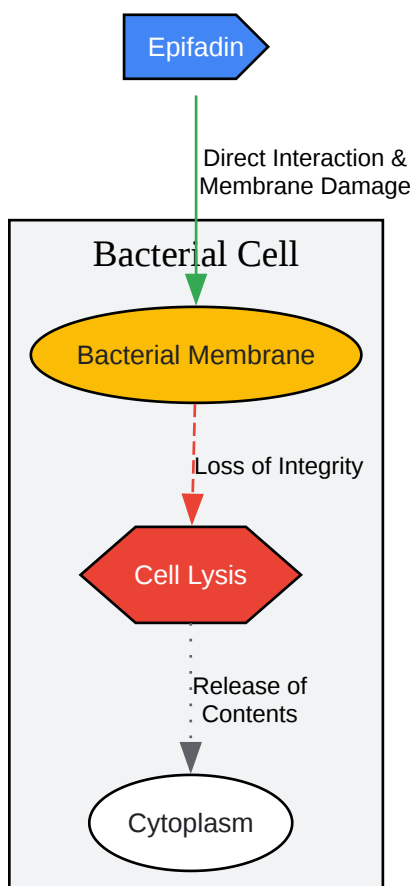 Epifadin
Direct Interaction &
Membrane Damage
Bacterial Cell
Bacterial Membrane
Loss of Integrity
Cell Lysis
Release of
Contents
Cytoplasm